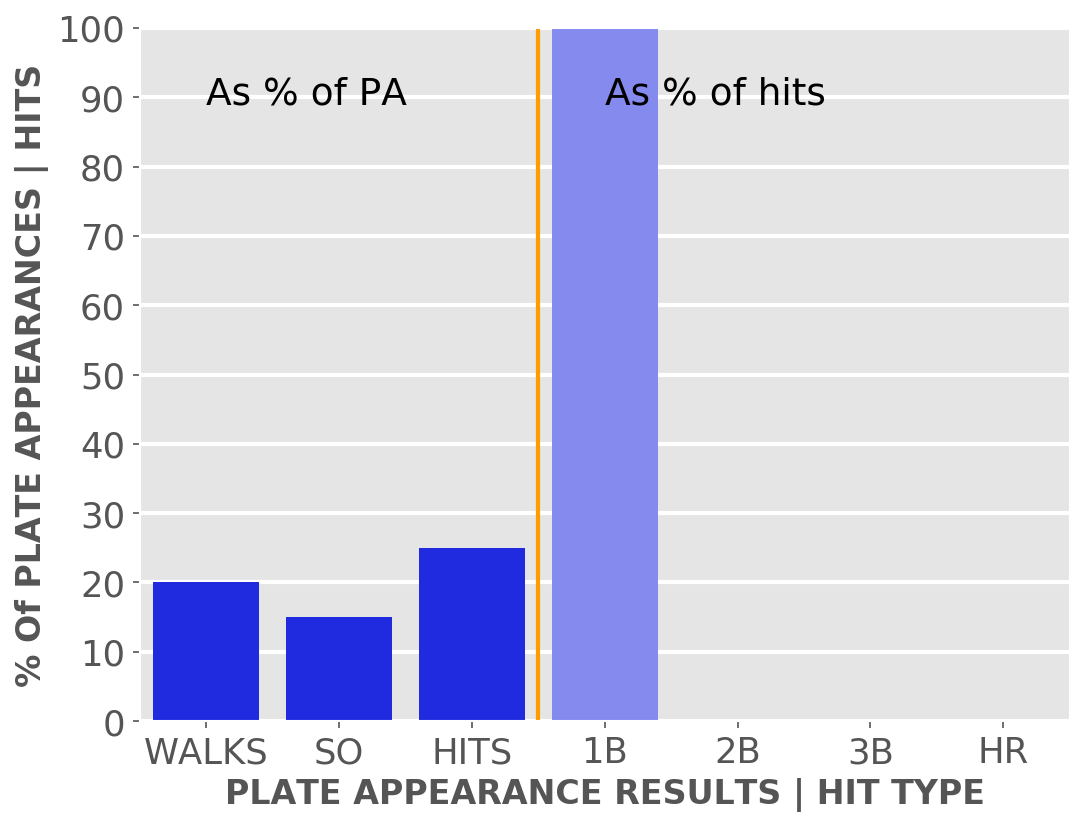 100
90
80
70
60
50
40
30
20
10
0
% Of PLATE APPEARANCES | HITS
As % of PA
As % of hits
WALKS SO HITS 1B 2B 3B HR
PLATE APPEARANCE RESULTS | HIT TYPE